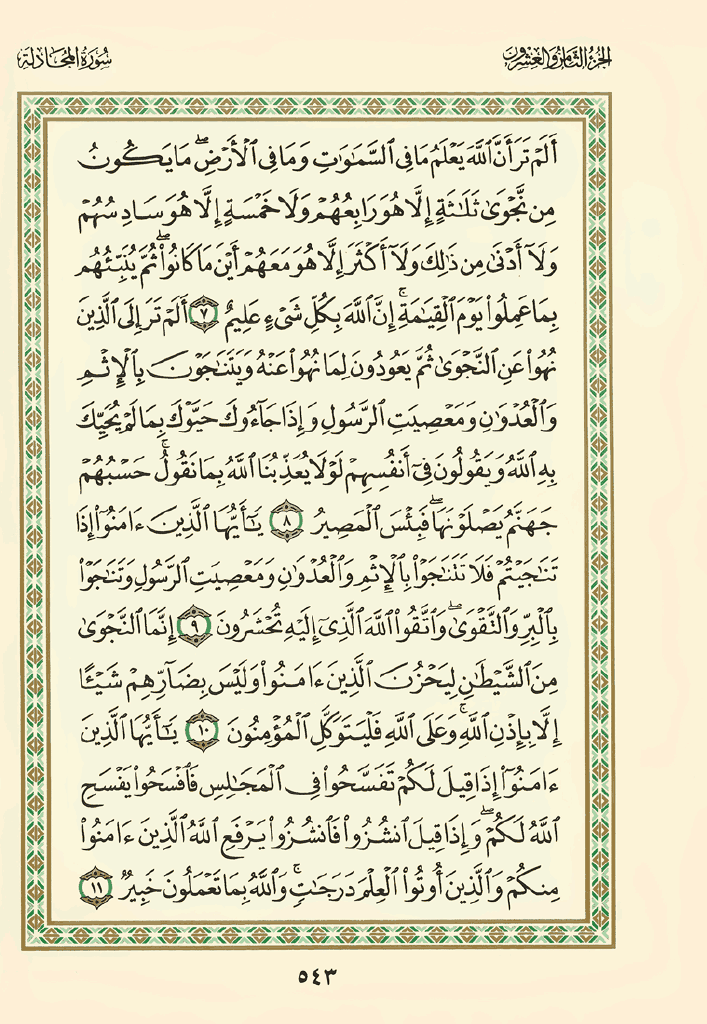 الجزء الثامن والعشرون
سورة المجادلة
أَلَمْ تَرَ أَنَّ ٱللَّهَ يَعْلَمُ مَا فِى ٱلسَّمَٰوَٰتِ وَمَا فِى ٱلْأَرْضِ ۖ مَا يَكُونُ
مِن نَّجْوَىٰ ثَلَٰثَةٍ إِلَّا هُوَ رَابِعُهُمْ وَلَا خَمْسَةٍ إِلَّا هُوَ سَادِسُهُمْ
وَلَآ أَدْنَىٰ مِن ذَٰلِكَ وَلَآ أَكْثَرَ إِلَّا هُوَ مَعَهُمْ أَيْنَ مَا كَانُوا۟ ۖ ثُمَّ يُنَبِّئُهُم
بِمَا عَمِلُوا۟ يَوْمَ ٱلْقِيَٰمَةِ ۚ إِنَّ ٱللَّهَ بِكُلِّ شَىْءٍ عَلِيمٌ ٧ أَلَمْ تَرَ إِلَى ٱلَّذِينَ
نُهُوا۟ عَنِ ٱلنَّجْوَىٰ ثُمَّ يَعُودُونَ لِمَا نُهُوا۟ عَنْهُ وَيَتَنَٰجَوْنَ بِٱلْإِثْمِ
وَٱلْعُدْوَٰنِ وَمَعْصِيَتِ ٱلرَّسُولِ وَإِذَا جَآءُوكَ حَيَّوْكَ بِمَا لَمْ يُحَيِّكَ
بِهِ ٱللَّهُ وَيَقُولُونَ فِىٓ أَنفُسِهِمْ لَوْلَا يُعَذِّبُنَا ٱللَّهُ بِمَا نَقُولُ ۚ حَسْبُهُمْ
جَهَنَّمُ يَصْلَوْنَهَا ۖ فَبِئْسَ ٱلْمَصِيرُ ٨ يَٰٓأَيُّهَا ٱلَّذِينَ ءَامَنُوٓا۟ إِذَا
تَنَٰجَيْتُمْ فَلَا تَتَنَٰجَوْا۟ بِٱلْإِثْمِ وَٱلْعُدْوَٰنِ وَمَعْصِيَتِ ٱلرَّسُولِ وَتَنَٰجَوْا۟
بِٱلْبِرِّ وَٱلتَّقْوَىٰ ۖ وَٱتَّقُوا۟ ٱللَّهَ ٱلَّذِىٓ إِلَيْهِ تُحْشَرُونَ ٩ إِنَّمَا ٱلنَّجْوَىٰ
مِنَ ٱلشَّيْطَٰنِ لِيَحْزُنَ ٱلَّذِينَ ءَامَنُوا۟ وَلَيْسَ بِضَآرِّهِمْ شَيْـًٔا
إِلَّا بِإِذْنِ ٱللَّهِ ۚ وَعَلَى ٱللَّهِ فَلْيَتَوَكَّلِ ٱلْمُؤْمِنُونَ ١٠ يَٰٓأَيُّهَا ٱلَّذِينَ
ءَامَنُوٓا۟ إِذَا قِيلَ لَكُمْ تَفَسَّحُوا۟ فِى ٱلْمَجَٰلِسِ فَٱفْسَحُوا۟ يَفْسَحِ
ٱللَّهُ لَكُمْ ۖ وَإِذَا قِيلَ ٱنشُزُوا۟ فَٱنشُزُوا۟ يَرْفَعِ ٱللَّهُ ٱلَّذِينَ ءَامَنُوا۟
مِنكُمْ وَٱلَّذِينَ أُوتُوا۟ ٱلْعِلْمَ دَرَجَٰتٍ ۚ وَٱللَّهُ بِمَا تَعْمَلُونَ خَبِيرٌ ١١
٥٤٣